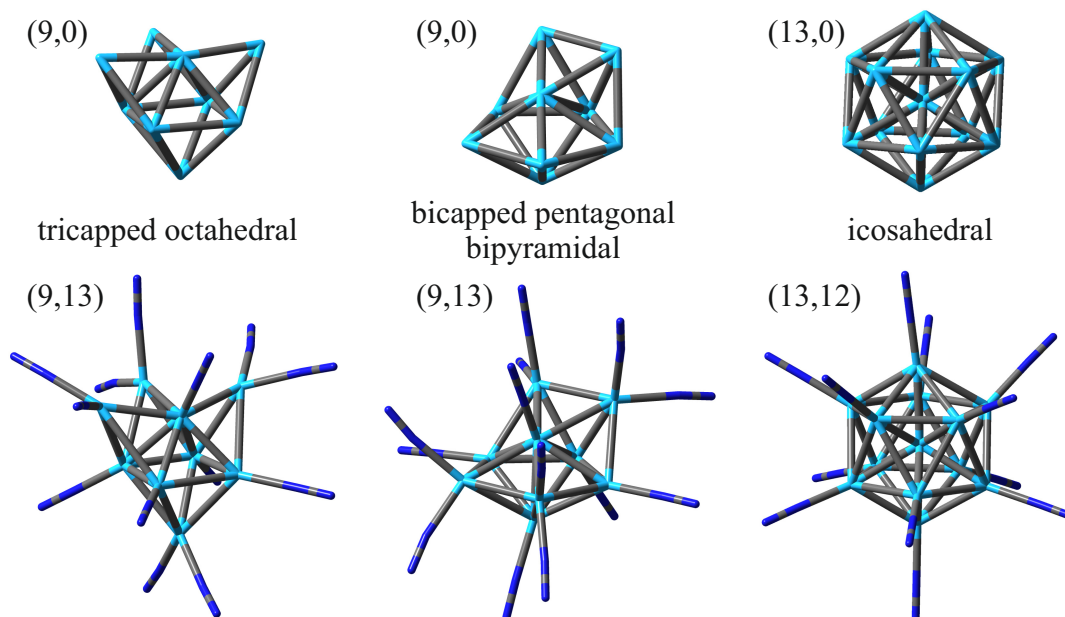 (9,0)
(9,0)
(13,0)
tricapped octahedral
bicapped pentagonal
bipyramidal
icosahedral
(9,13)
(9,13)
(13,12)